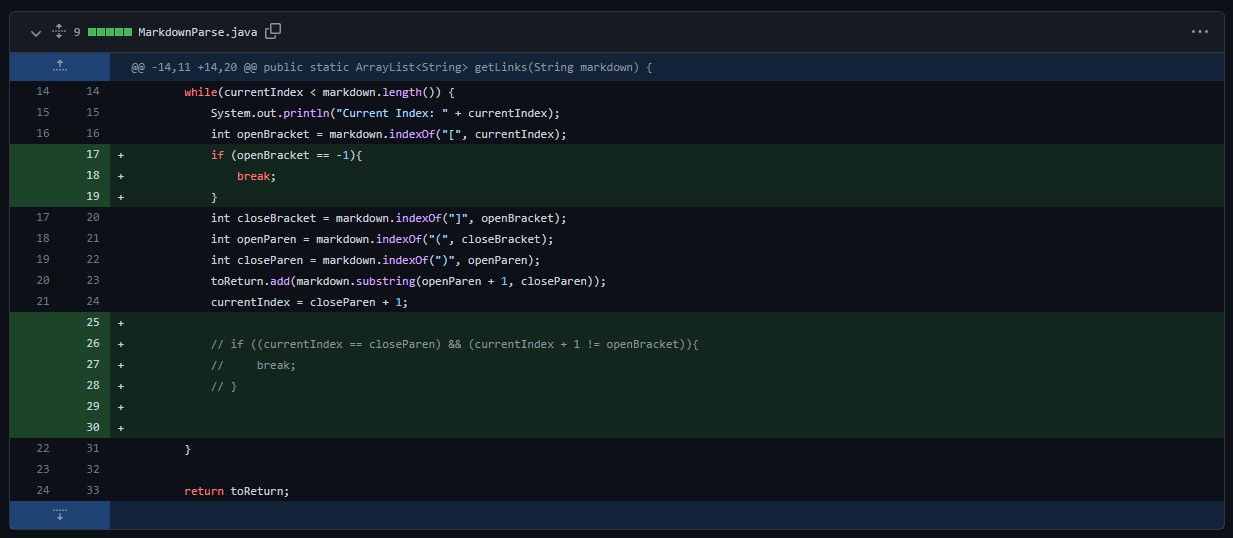 9 MarkdownParse.java
@@ -14,11 +14,20 @@ public static ArrayList<String> getLinks(String markdown) {
14 14 while(currentIndex < markdown.length()) {
15 15 System.out.println("Current Index: " + currentIndex);
16 16 int openBracket = markdown.indexOf("[", currentIndex);
17 + if (openBracket == -1){
18 + break;
19 + }
17 20 int closeBracket = markdown.indexOf("]", openBracket);
18 21 int openParen = markdown.indexOf("(", closeBracket);
19 22 int closeParen = markdown.indexOf(")", openParen);
20 23 toReturn.add(markdown.substring(openParen + 1, closeParen));
21 24 currentIndex = closeParen + 1;
25 +
26 + // if ((currentIndex == closeParen) && (currentIndex + 1 != openBracket)){
27 + //     break;
28 + // }
29 +
30 +
22 31 }
23 32
24 33 return toReturn;